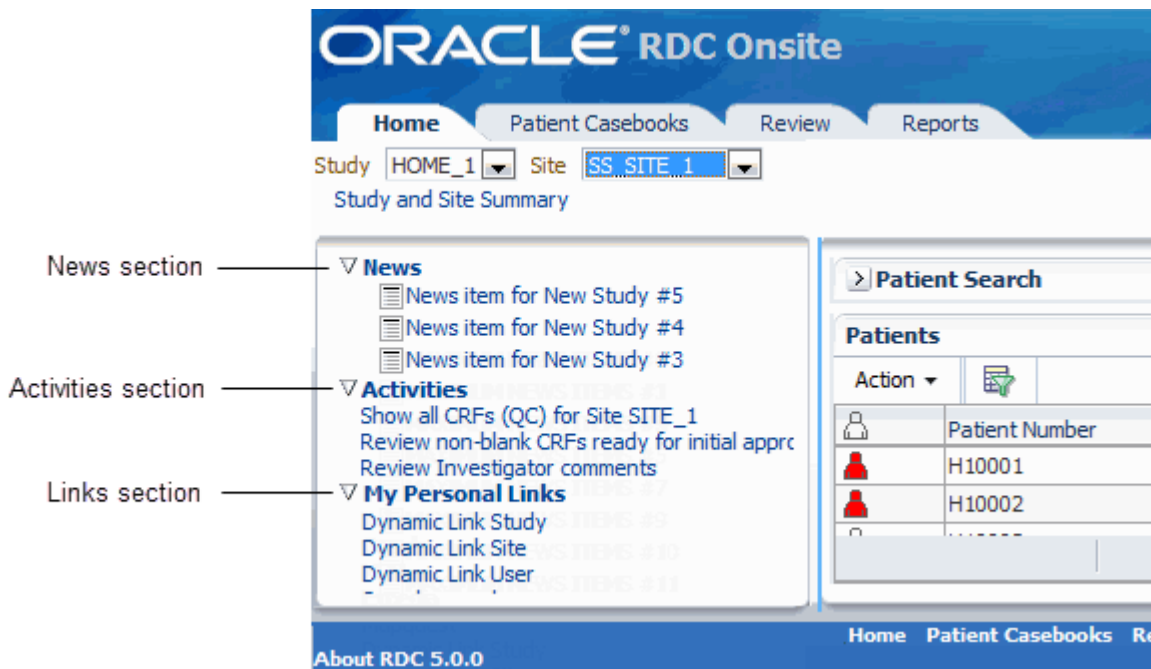 ORACLE® RDC Onsite
Home Patient Casebooks Review Reports
Study HOME_1 Site SS_SITE_1
Study and Site Summary
News section
News
News item for New Study #5
News item for New Study #4
News item for New Study #3
Activities section
Activities
Show all CRFs (QC) for Site SITE_1
Review non-blank CRFs ready for initial appro
Review Investigator comments
Links section
My Personal Links
Dynamic Link Study
Dynamic Link Site
Dynamic Link User
Patient Search
Patients
Action
Patient Number
H10001
H10002
Home Patient Casebooks Re
About RDC 5.0.0